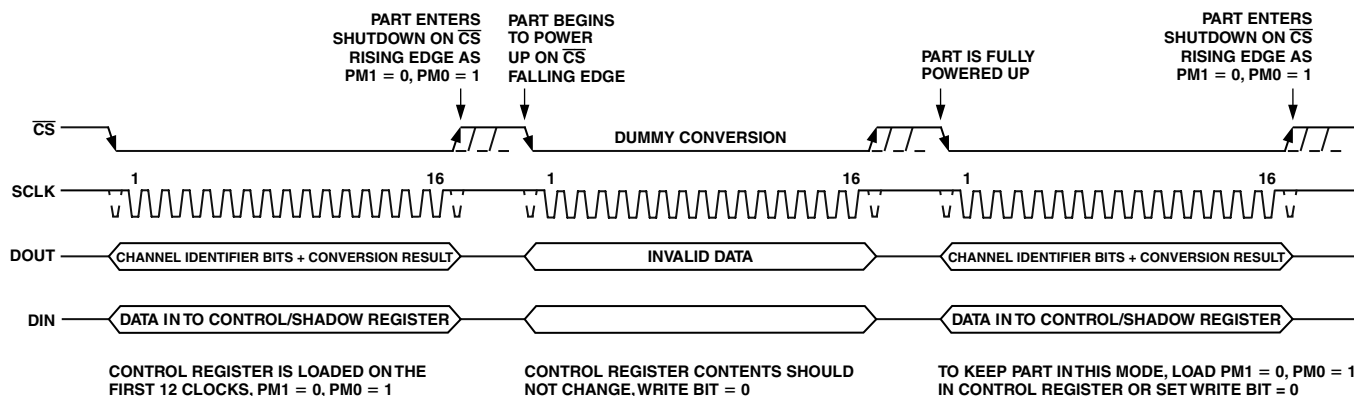 PART ENTERS
SHUTDOWN ON CS
RISING EDGE AS
PM1 = 0, PM0 = 1
PART BEGINS
TO POWER
UP ON CS
FALLING EDGE
PART IS FULLY
POWERED UP
PART ENTERS
SHUTDOWN ON CS
RISING EDGE AS
PM1 = 0, PM0 = 1
CS
DUMMY CONVERSION
SCLK
1
16
1
16
1
16
DOUT
CHANNEL IDENTIFIER BITS + CONVERSION RESULT
INVALID DATA
CHANNEL IDENTIFIER BITS + CONVERSION RESULT
DIN
DATA IN TO CONTROL/SHADOW REGISTER
DATA IN TO CONTROL/SHADOW REGISTER
CONTROL REGISTER IS LOADED ON THE
FIRST 12 CLOCKS, PM1 = 0, PM0 = 1
CONTROL REGISTER CONTENTS SHOULD
NOT CHANGE, WRITE BIT = 0
TO KEEP PART IN THIS MODE, LOAD PM1 = 0, PM0 = 1
IN CONTROL REGISTER OR SET WRITE BIT = 0